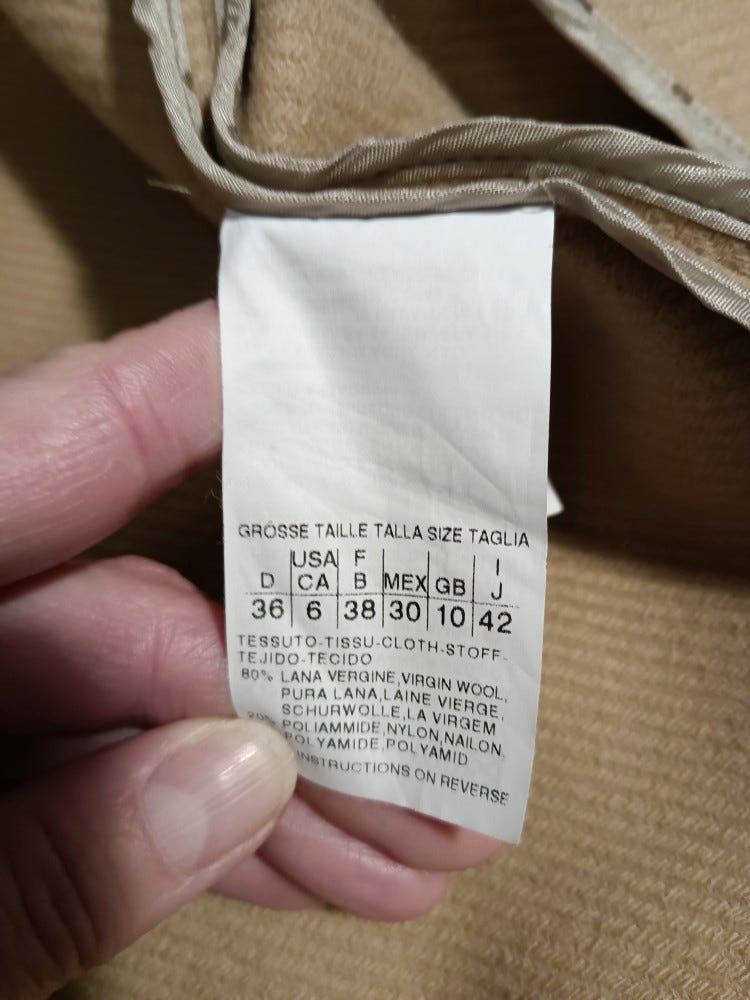 GRÖSSE TAILLE TALLA SIZE TAGLIA
USA F I
D CA B MEX GB J
36 6 38 30 10 42
TESSUTO-TISSU-CLOTH-STOFF-
TEJIDO-TECIDO
80% LANA VERGINE,VIRGIN WOOL,
PURA LANA,LAINE VIERGE,
SCHURWOLLE,LA VIRGEM
20% POLIAMMIDE,NYLON,NAILON,
POLYAMIDE,POLYAMID
INSTRUCTIONS ON REVERSE